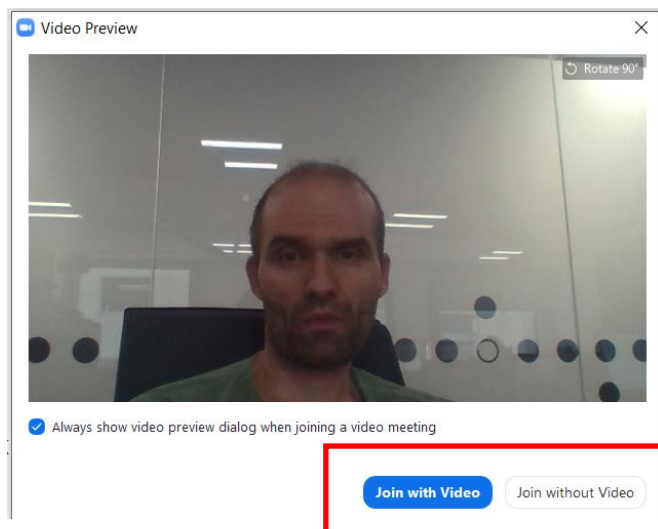 Video Preview
Rotate 90°
Always show video preview dialog when joining a video meeting
Join with Video
Join without Video